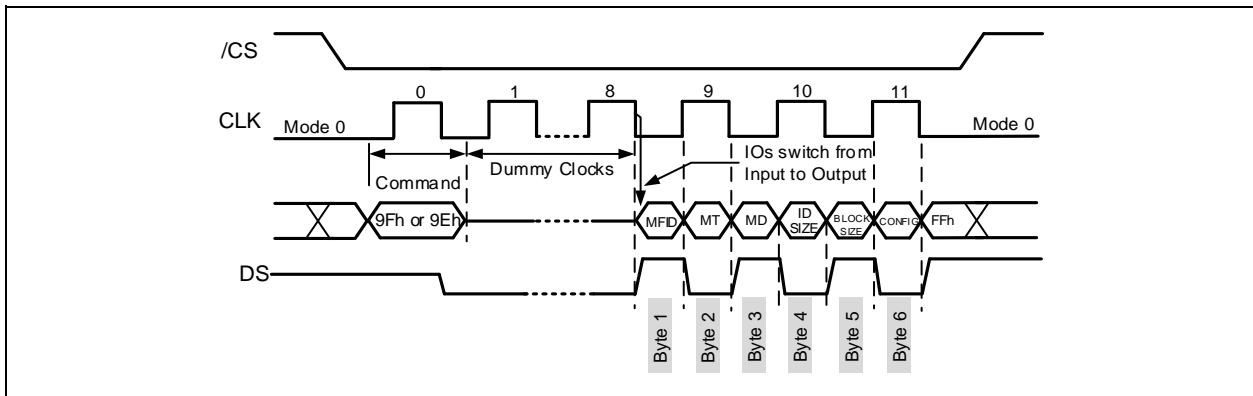 /CS
0 1 8 9 10 11
CLK Mode 0 Mode 0
IOs switch from
Dummy Clocks Input to Output
Command
9Fh or 9Eh MFID MT MD ID SIZE BLOCK SIZE CONFIG FFh
DS
Byte 1 Byte 2 Byte 3 Byte 4 Byte 5 Byte 6